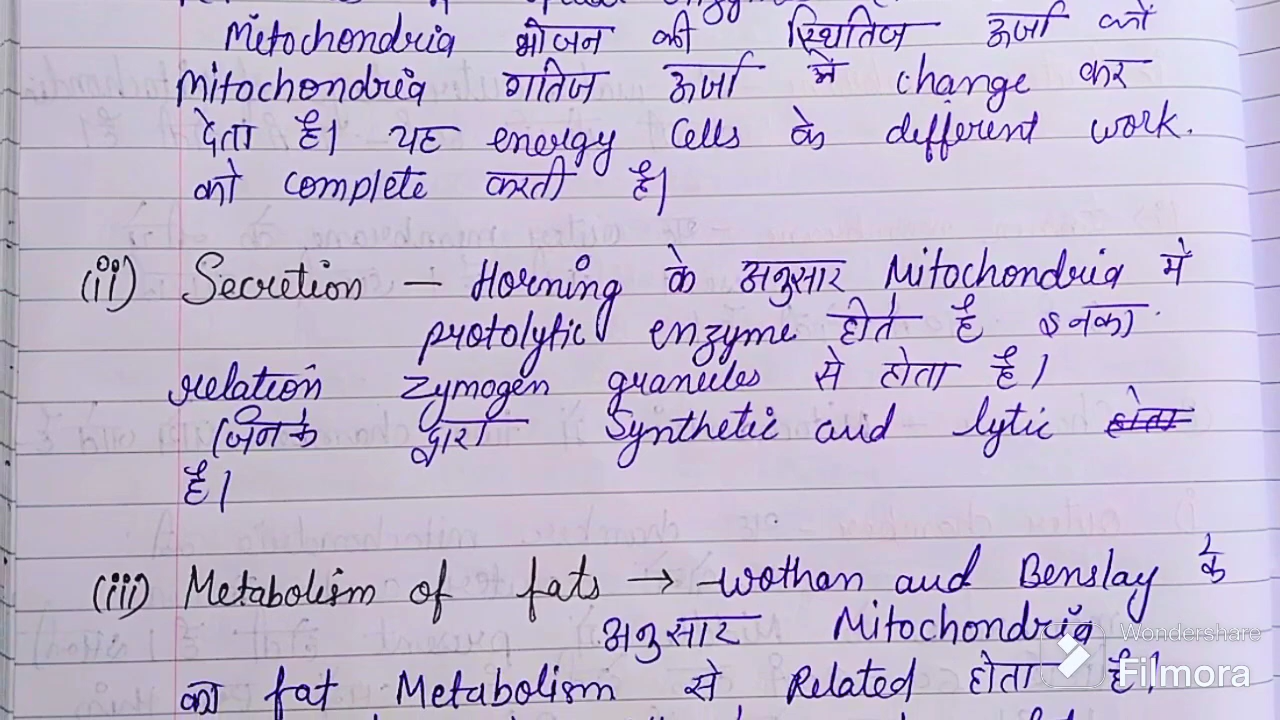 Mitochondria भोजन की स्थितिज ऊर्जा को
Mitochondria गतिज ऊर्जा में change कर
देता है। यह energy Cells के different work.
को complete करती है।
(ii) Secretion – Horning के अनुसार Mitochondria में
protolytic enzyme होते है इनका
relation zymogen granules से होता है।
जिनके द्वारा Synthetic and lytic
है।
(iii) Metabolism of fats → Wothan and Benslay के
अनुसार Mitochondria
का fat Metabolism से Related होता है।
Wondershare
Filmora